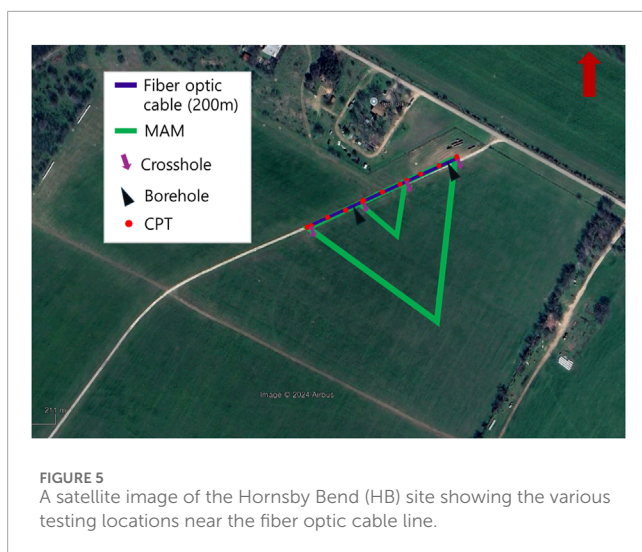 Fiber optic
cable (200m)
MAM
Crosshole
Borehole
CPT
Image © 2024 Airbus
211 m
FIGURE 5
A satellite image of the Hornsby Bend (HB) site showing the various
testing locations near the fiber optic cable line.